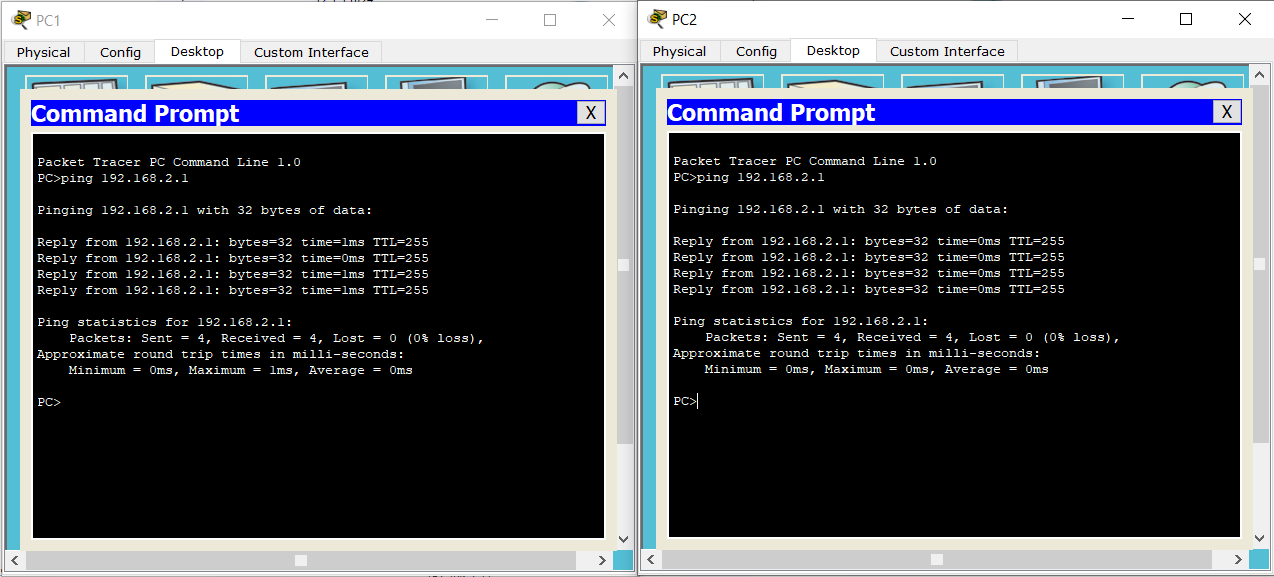 PC1
Physical Config Desktop Custom Interface
Command Prompt X
Packet Tracer PC Command Line 1.0
PC>ping 192.168.2.1
Pinging 192.168.2.1 with 32 bytes of data:
Reply from 192.168.2.1: bytes=32 time=1ms TTL=255
Reply from 192.168.2.1: bytes=32 time=0ms TTL=255
Reply from 192.168.2.1: bytes=32 time=1ms TTL=255
Reply from 192.168.2.1: bytes=32 time=1ms TTL=255
Ping statistics for 192.168.2.1:
Packets: Sent = 4, Received = 4, Lost = 0 (0% loss),
Approximate round trip times in milli-seconds:
Minimum = 0ms, Maximum = 1ms, Average = 0ms
PC>
PC2
Physical Config Desktop Custom Interface
Command Prompt X
Packet Tracer PC Command Line 1.0
PC>ping 192.168.2.1
Pinging 192.168.2.1 with 32 bytes of data:
Reply from 192.168.2.1: bytes=32 time=0ms TTL=255
Reply from 192.168.2.1: bytes=32 time=0ms TTL=255
Reply from 192.168.2.1: bytes=32 time=0ms TTL=255
Reply from 192.168.2.1: bytes=32 time=0ms TTL=255
Ping statistics for 192.168.2.1:
Packets: Sent = 4, Received = 4, Lost = 0 (0% loss),
Approximate round trip times in milli-seconds:
Minimum = 0ms, Maximum = 0ms, Average = 0ms
PC>